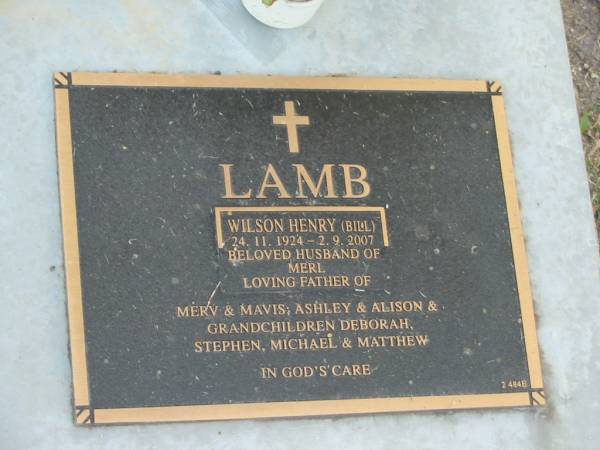 LAMB
WILSON HENRY (BILL)
24. 11. 1924 – 2. 9. 2007
BELOVED HUSBAND OF
MERL
LOVING FATHER OF
MERV & MAVIS; ASHLEY & ALISON &
GRANDCHILDREN DEBORAH,
STEPHEN, MICHAEL & MATTHEW
IN GOD'S CARE
2 484B